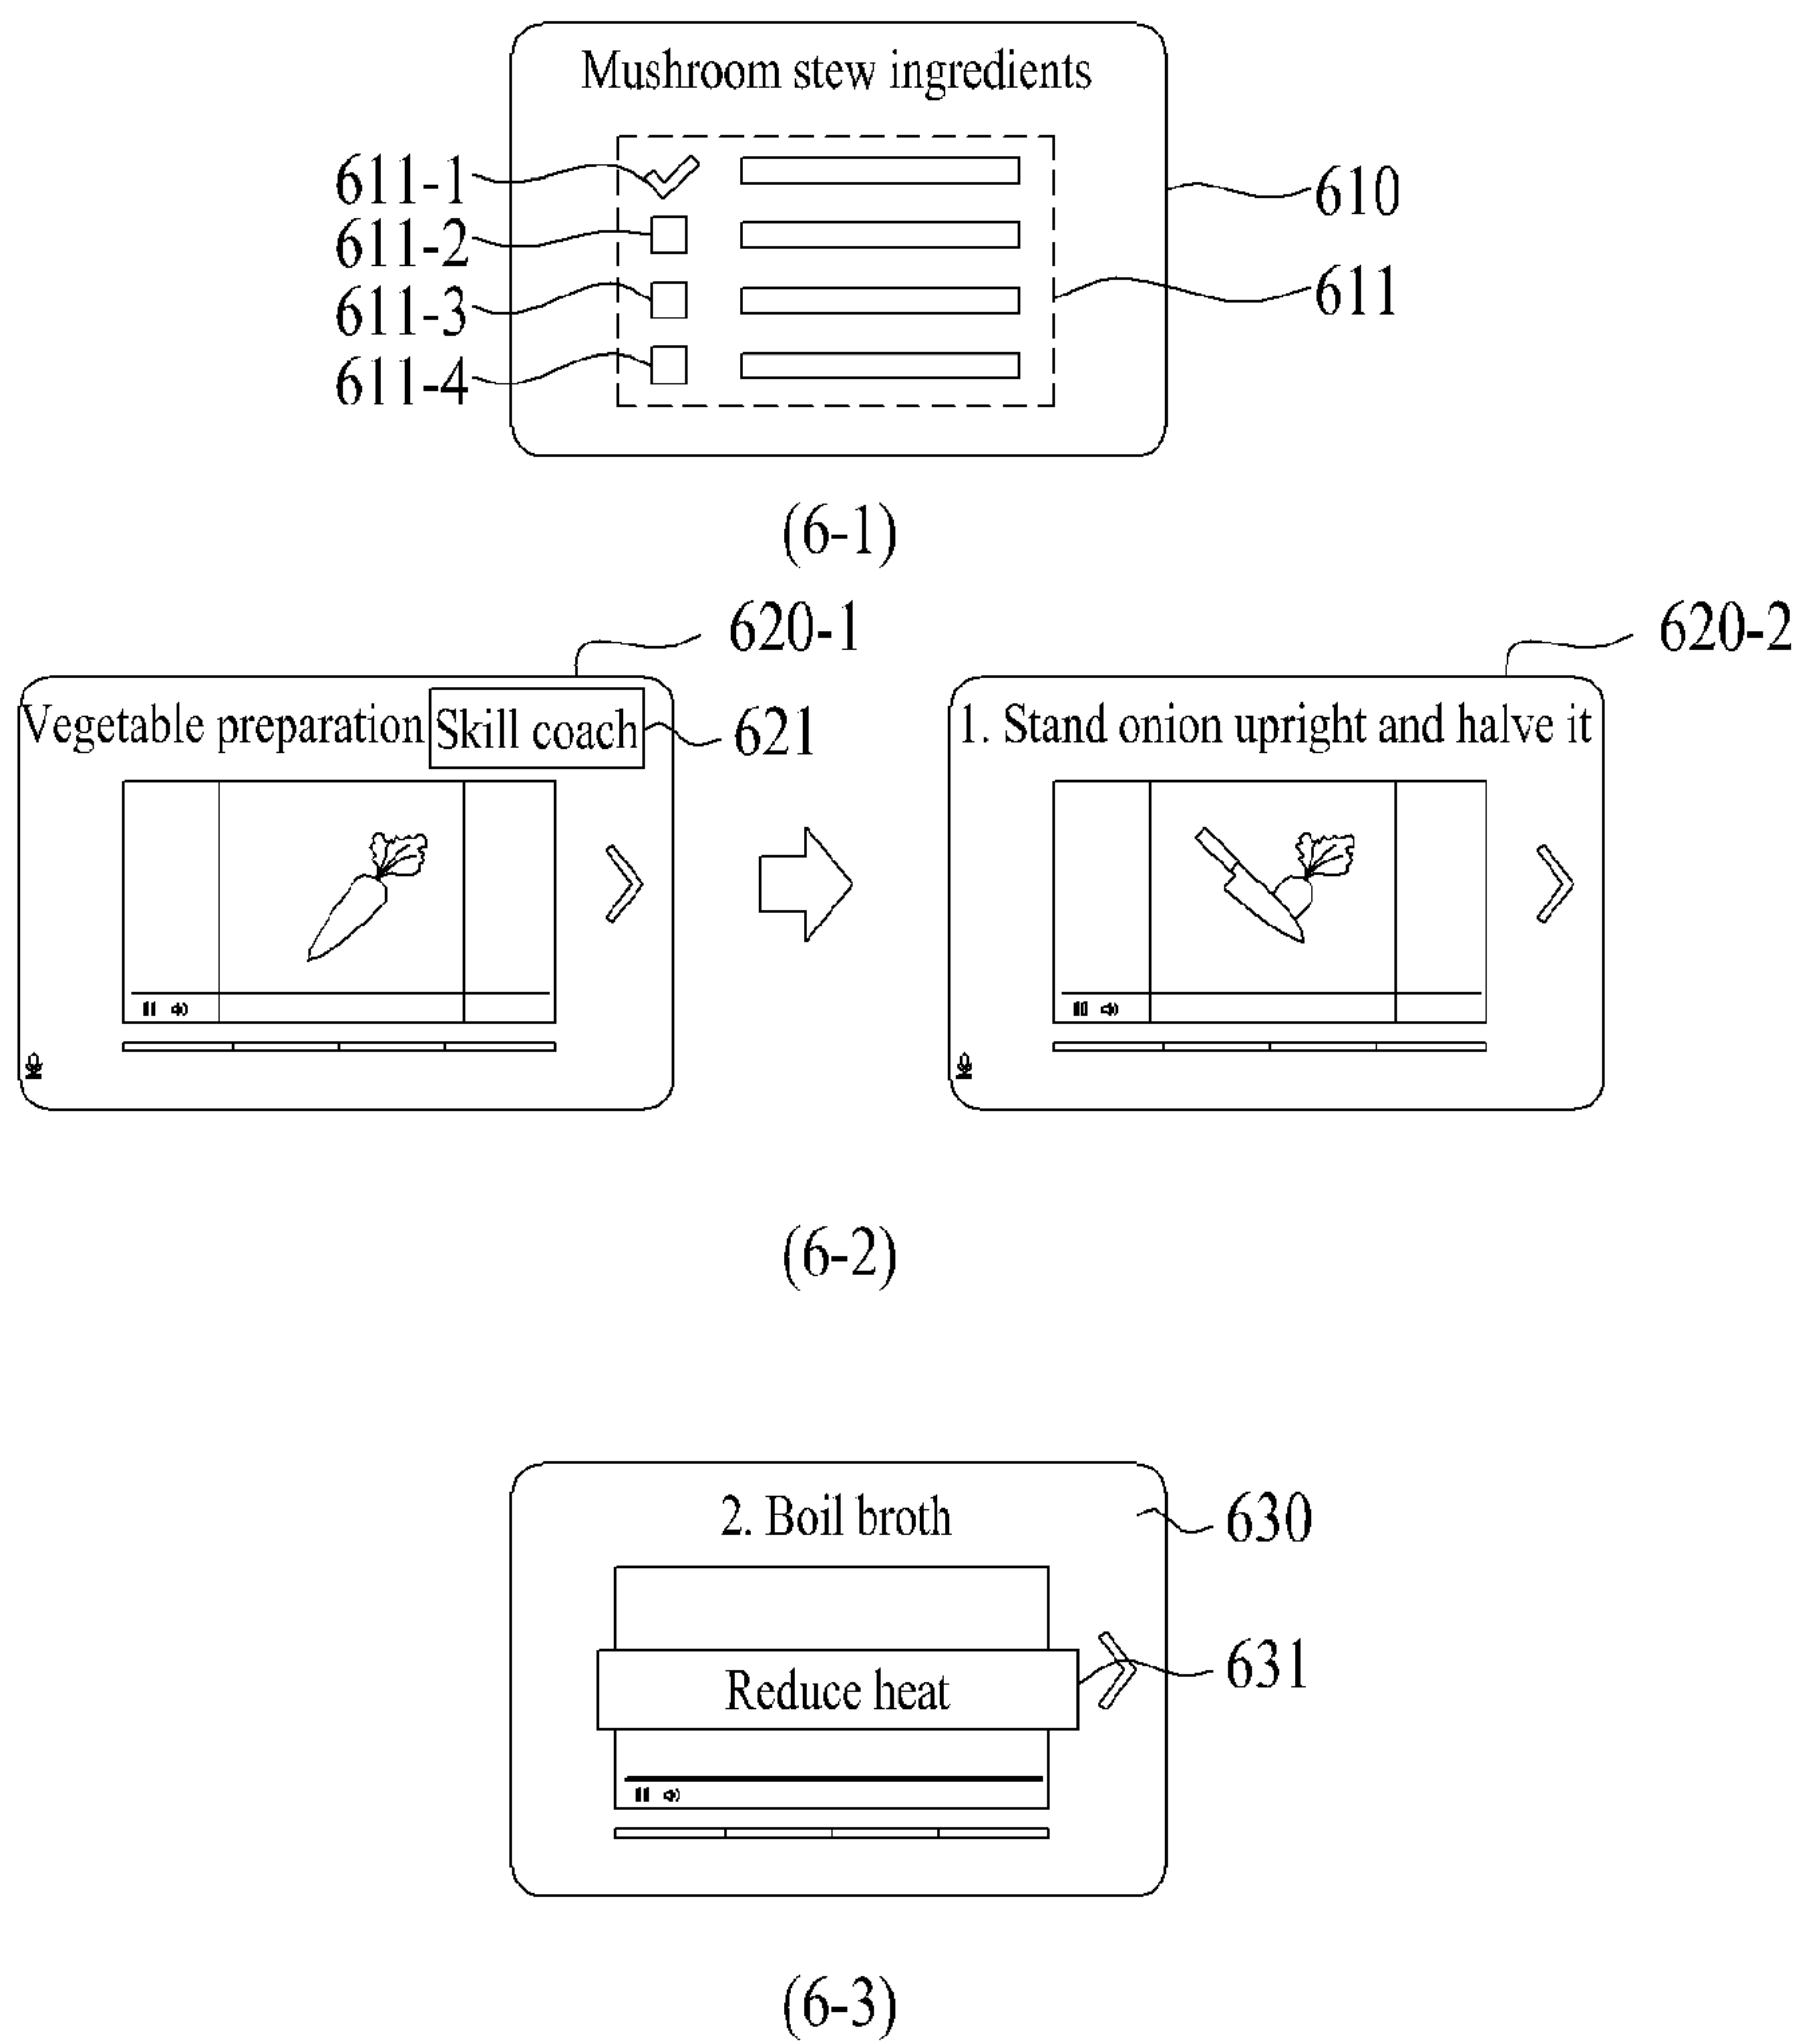 Mushroom stew ingredients
611-1
610
611-2
611-3
611
611-4
(6-1)
620-1
620-2
Vegetable preparation Skill coach
621
1. Stand onion upright and halve it
(6-2)
2. Boil broth
630
Reduce heat
631
(6-3)